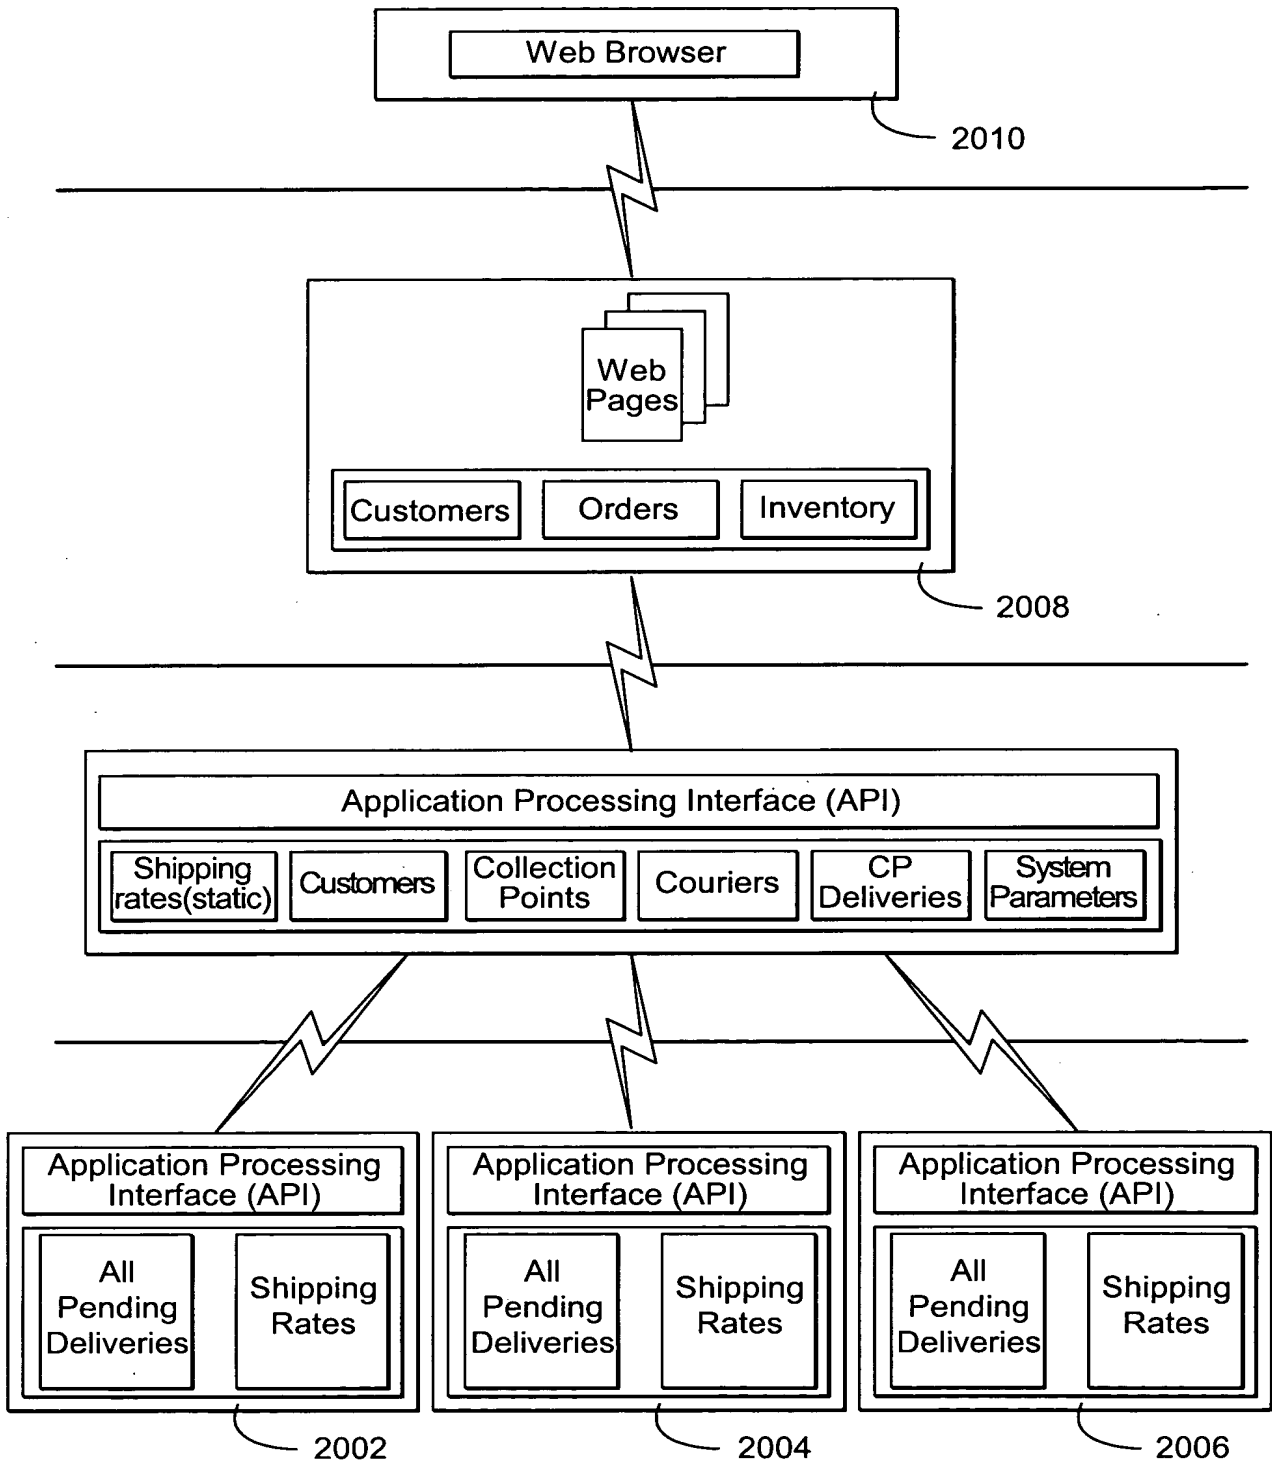 Web Browser
2010
Web
Pages
Customers
Orders
Inventory
2008
Application Processing Interface (API)
Shipping
rates(static)
Customers
Collection
Points
Couriers
CP
Deliveries
System
Parameters
Application Processing
Interface (API)
All
Pending
Deliveries
Shipping
Rates
2002
Application Processing
Interface (API)
All
Pending
Deliveries
Shipping
Rates
2004
Application Processing
Interface (API)
All
Pending
Deliveries
Shipping
Rates
2006